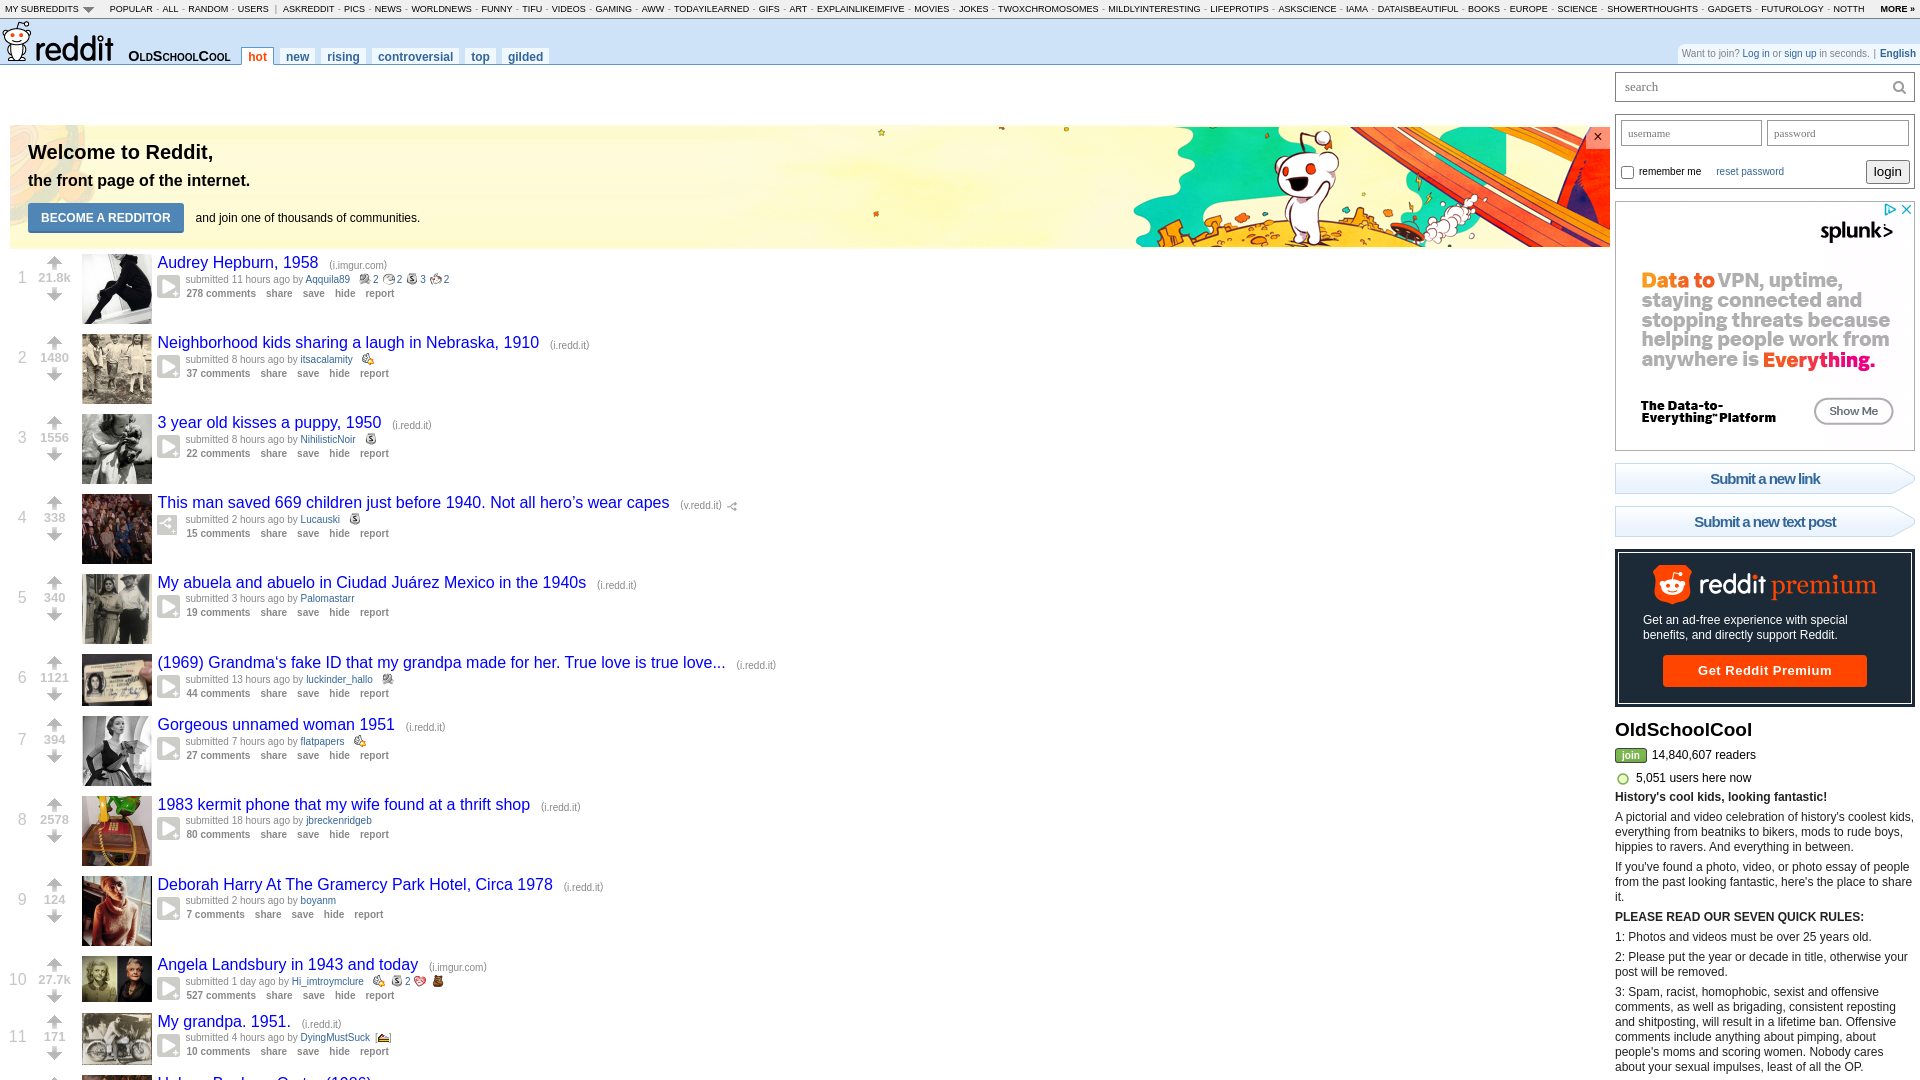 MY SUBREDDITS POPULAR - ALL - RANDOM - USERS | ASKREDDIT - PICS - NEWS - WORLDNEWS - FUNNY - TIFU - VIDEOS - GAMING - AWW - TODAYILEARNED - GIFS - ART - EXPLAINLIKEIMFIVE - MOVIES - JOKES - TWOXCHROMOSOMES - MILDLYINTERESTING - LIFEPROTIPS - ASKSCIENCE - IAMA - DATAISBEAUTIFUL - BOOKS - EUROPE - SCIENCE - SHOWERTHOUGHTS - GADGETS - FUTUROLOGY - NOTTH MORE »
reddit OLDSCHOOLCOOL hot new rising controversial top gilded
Want to join? Log in or sign up in seconds. | English
Welcome to Reddit,
the front page of the internet.
BECOME A REDDITOR and join one of thousands of communities.
×
1 21.8k Audrey Hepburn, 1958 (i.imgur.com)
submitted 11 hours ago by Aqquila89 2 2 3 2
278 comments share save hide report
2 1480 Neighborhood kids sharing a laugh in Nebraska, 1910 (i.redd.it)
submitted 8 hours ago by itsacalamity
37 comments share save hide report
3 1556 3 year old kisses a puppy, 1950 (i.redd.it)
submitted 8 hours ago by NihilisticNoir
22 comments share save hide report
4 338 This man saved 669 children just before 1940. Not all hero’s wear capes (v.redd.it)
submitted 2 hours ago by Lucauski
15 comments share save hide report
5 340 My abuela and abuelo in Ciudad Juárez Mexico in the 1940s (i.redd.it)
submitted 3 hours ago by Palomastarr
19 comments share save hide report
6 1121 (1969) Grandma‘s fake ID that my grandpa made for her. True love is true love... (i.redd.it)
submitted 13 hours ago by luckinder_hallo
44 comments share save hide report
7 394 Gorgeous unnamed woman 1951 (i.redd.it)
submitted 7 hours ago by flatpapers
27 comments share save hide report
8 2578 1983 kermit phone that my wife found at a thrift shop (i.redd.it)
submitted 18 hours ago by jbreckenridgeb
80 comments share save hide report
9 124 Deborah Harry At The Gramercy Park Hotel, Circa 1978 (i.redd.it)
submitted 2 hours ago by boyanm
7 comments share save hide report
10 27.7k Angela Landsbury in 1943 and today (i.imgur.com)
submitted 1 day ago by Hi_imtroymclure 2
527 comments share save hide report
11 171 My grandpa. 1951. (i.redd.it)
submitted 4 hours ago by DyingMustSuck
10 comments share save hide report
search
username password
remember me reset password login
splunk>
Data to VPN, uptime,
staying connected and
stopping threats because
helping people work from
anywhere is Everything.
The Data-to-
Everything™ Platform
Show Me
Submit a new link
Submit a new text post
reddit premium
Get an ad-free experience with special
benefits, and directly support Reddit.
Get Reddit Premium
OldSchoolCool
join 14,840,607 readers
5,051 users here now
History's cool kids, looking fantastic!
A pictorial and video celebration of history's coolest kids,
everything from beatniks to bikers, mods to rude boys,
hippies to ravers. And everything in between.
If you've found a photo, video, or photo essay of people
from the past looking fantastic, here's the place to share
it.
PLEASE READ OUR SEVEN QUICK RULES:
1: Photos and videos must be over 25 years old.
2: Please put the year or decade in title, otherwise your
post will be removed.
3: Spam, racist, homophobic, sexist and offensive
comments, as well as brigading, consistent reposting
and shitposting, will result in a lifetime ban. Offensive
comments include anything about pimping, about
people's moms and scoring women. Nobody cares
about your sexual impulses, least of all the OP.